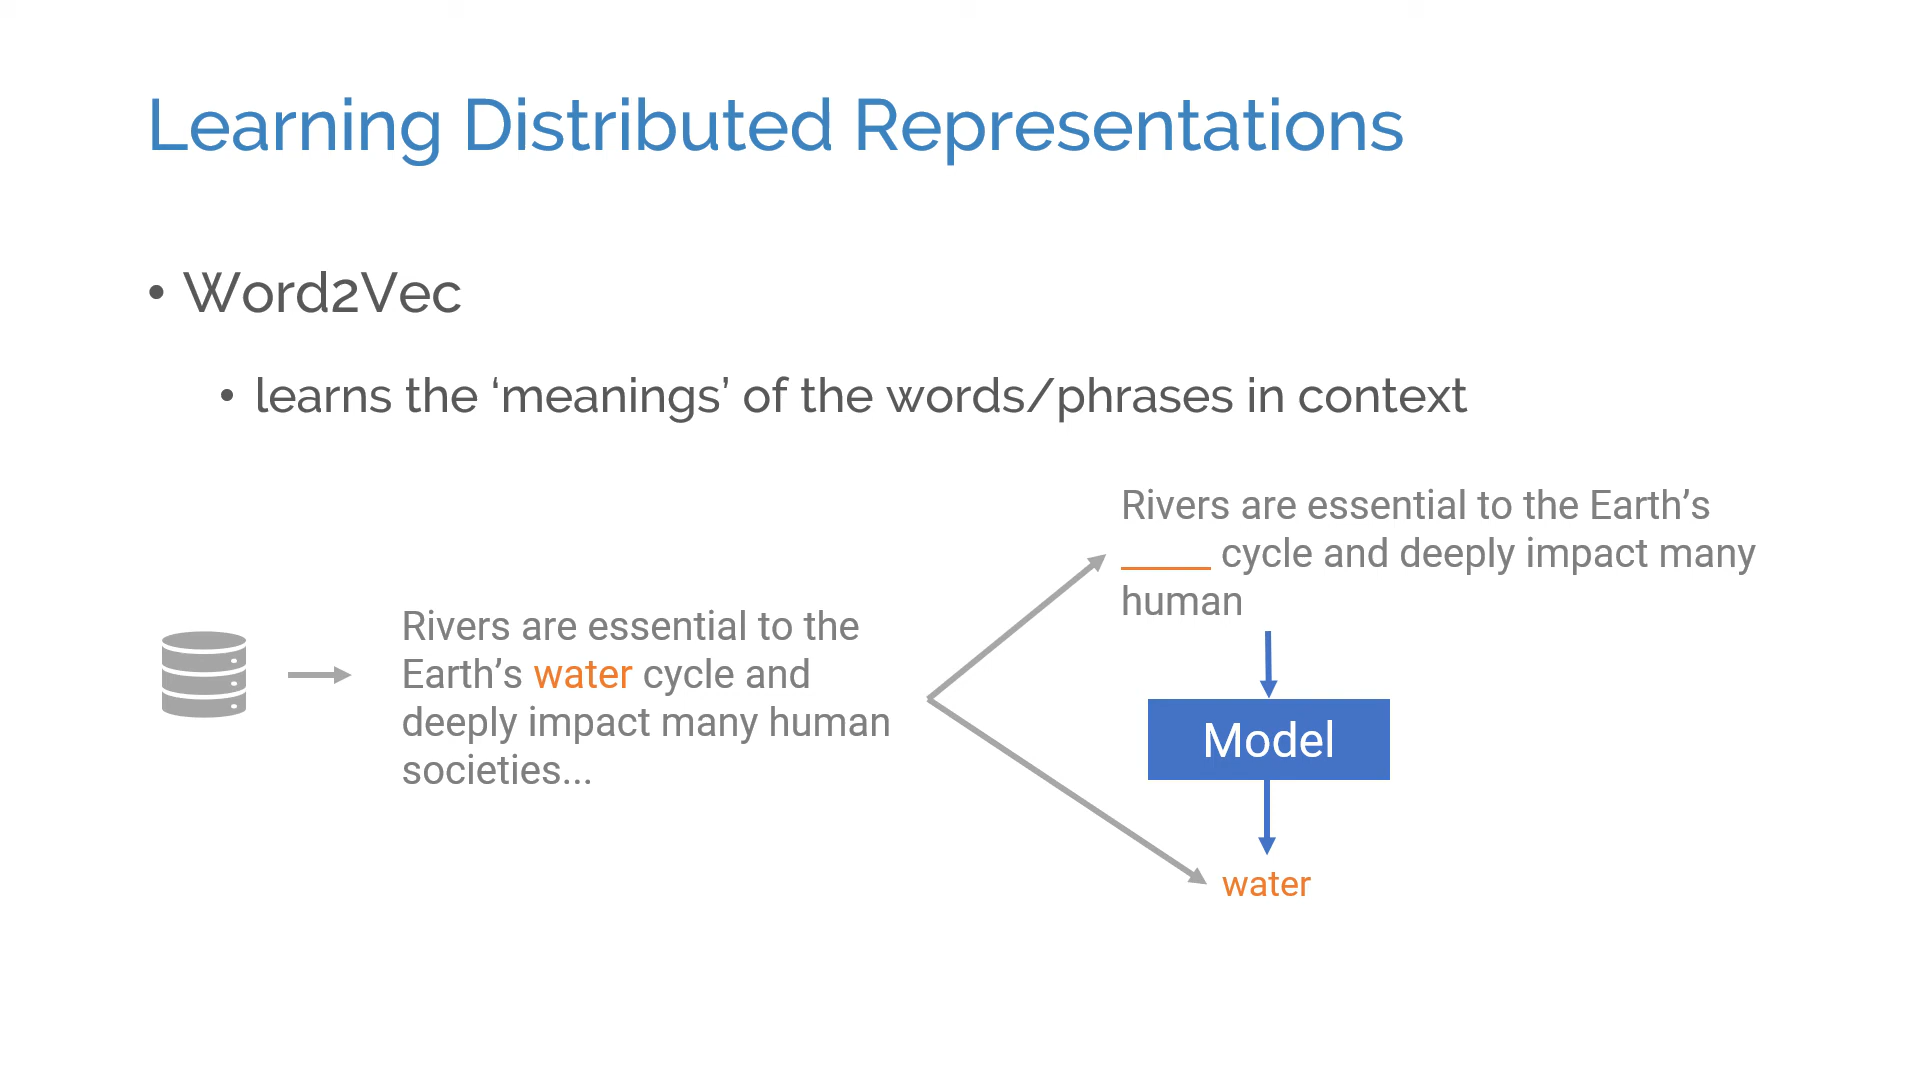 Learning Distributed Representations
• Word2Vec
• learns the ‘meanings’ of the words/phrases in context
Rivers are essential to the
Earth’s water cycle and
deeply impact many human
societies...
Rivers are essential to the Earth’s
_____ cycle and deeply impact many
human
Model
water